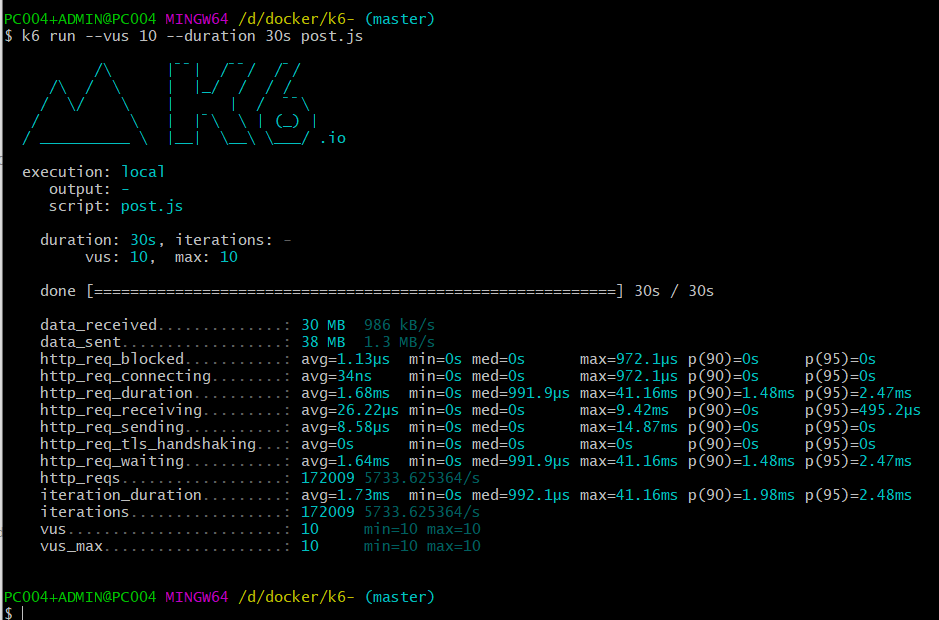 PC004+ADMIN@PC004 MINGW64 /d/docker/k6- (master)
$ k6 run --vus 10 --duration 30s post.js
K6
.io
execution: local
output: -
script: post.js
duration: 30s, iterations: -
vus: 10, max: 10
done [==========================================================] 30s / 30s
data_received..............: 30 MB 986 kB/s
data_sent..................: 38 MB 1.3 MB/s
http_req_blocked...........: avg=1.13µs min=0s med=0s max=972.1µs p(90)=0s p(95)=0s
http_req_connecting........: avg=34ns min=0s med=0s max=972.1µs p(90)=0s p(95)=0s
http_req_duration..........: avg=1.68ms min=0s med=991.9µs max=41.16ms p(90)=1.48ms p(95)=2.47ms
http_req_receiving.........: avg=26.22µs min=0s med=0s max=9.42ms p(90)=0s p(95)=495.2µs
http_req_sending...........: avg=8.58µs min=0s med=0s max=14.87ms p(90)=0s p(95)=0s
http_req_tls_handshaking...: avg=0s min=0s med=0s max=0s p(90)=0s p(95)=0s
http_req_waiting...........: avg=1.64ms min=0s med=991.9µs max=41.16ms p(90)=1.48ms p(95)=2.47ms
http_reqs..................: 172009 5733.625364/s
iteration_duration.........: avg=1.73ms min=0s med=992.1µs max=41.16ms p(90)=1.98ms p(95)=2.48ms
iterations.................: 172009 5733.625364/s
vus........................: 10 min=10 max=10
vus_max....................: 10 min=10 max=10
PC004+ADMIN@PC004 MINGW64 /d/docker/k6- (master)
$